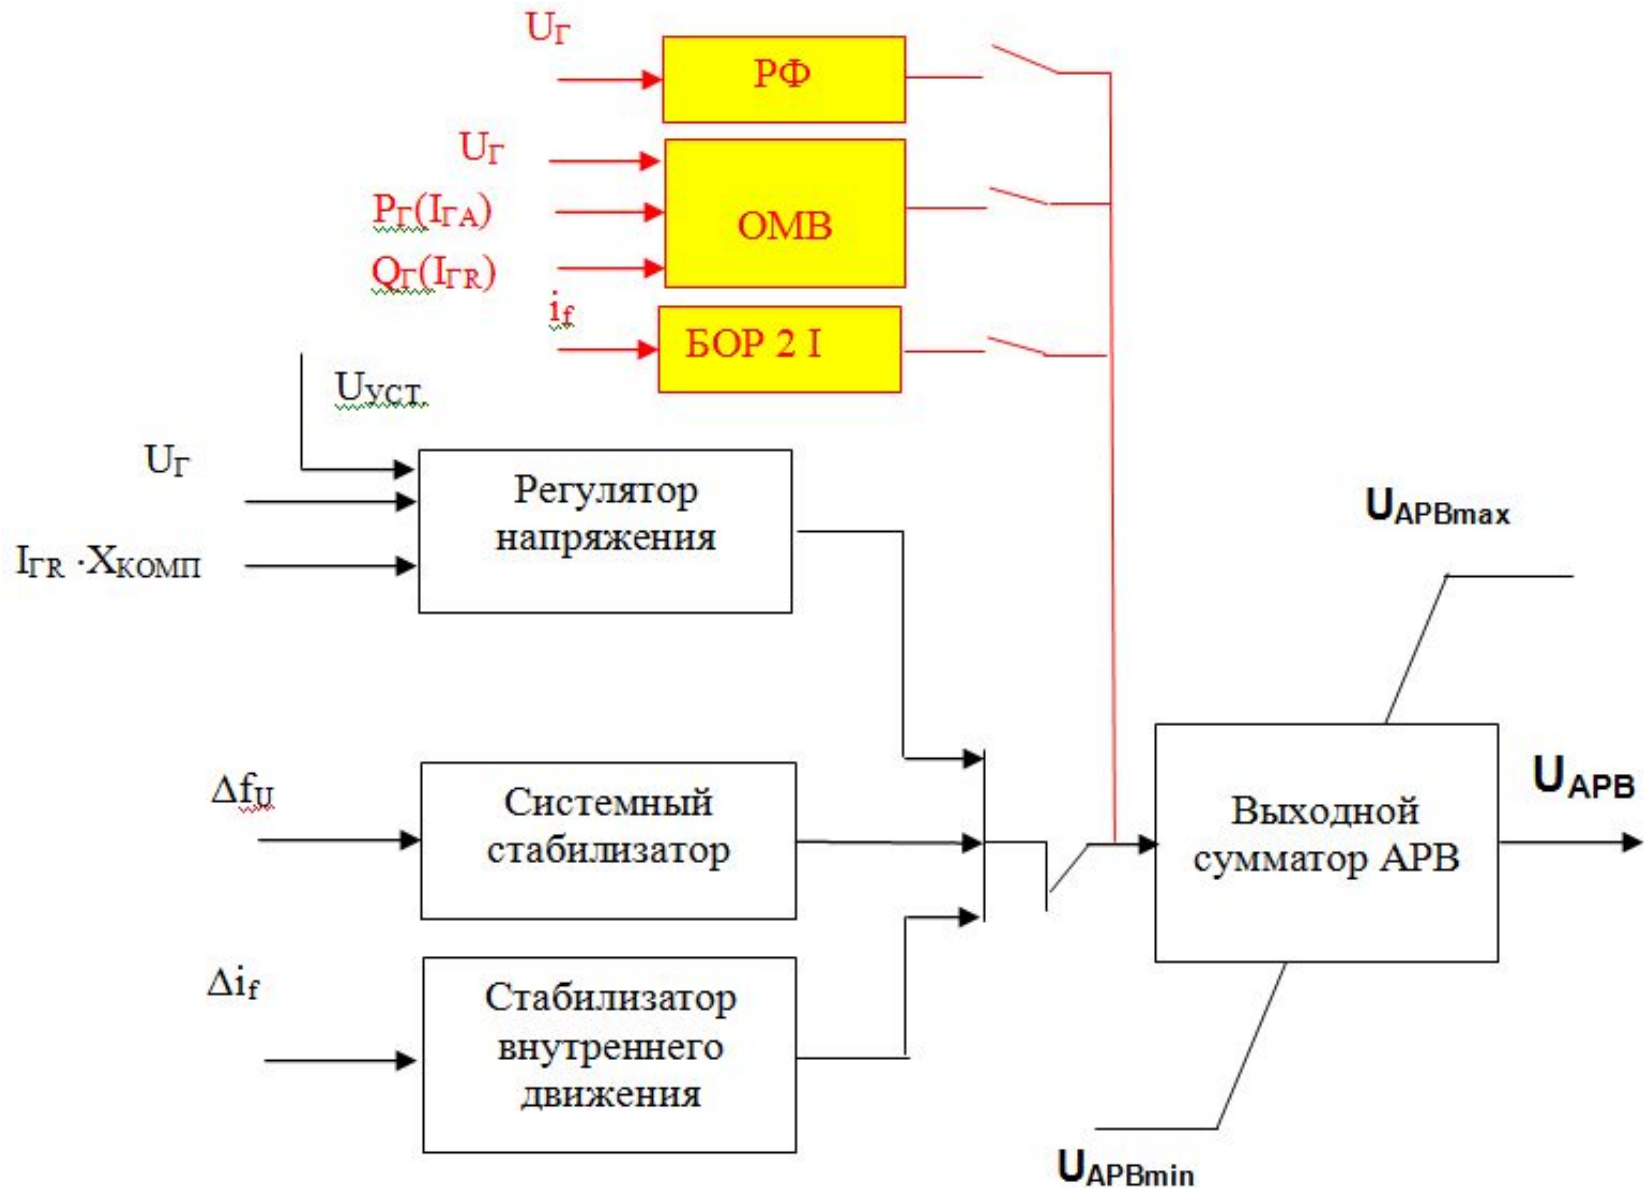 UГ
РФ
UГ
PГ(IГА)
ОМВ
QГ(IГR)
if
БОР 2 I
UУСТ.
UГ
Регулятор
напряжения
IГR ·XКОМП
UАРВmax
ΔfU
Системный
стабилизатор
Выходной
сумматор АРВ
UАРВ
Δif
Стабилизатор
внутреннего
движения
UАРВmin